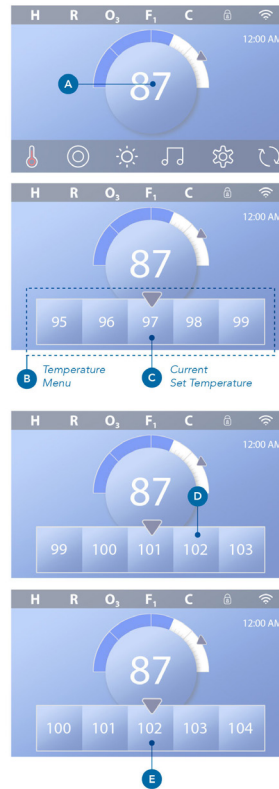 H R O₃ F₁ C
12:00 AM
87
A
H R O₃ F₁ C
12:00 AM
87
95 96 97 98 99
B Temperature Menu
C Current Set Temperature
H R O₃ F₁ C
12:00 AM
87
D
99 100 101 102 103
H R O₃ F₁ C
12:00 AM
87
100 101 102 103 104
E